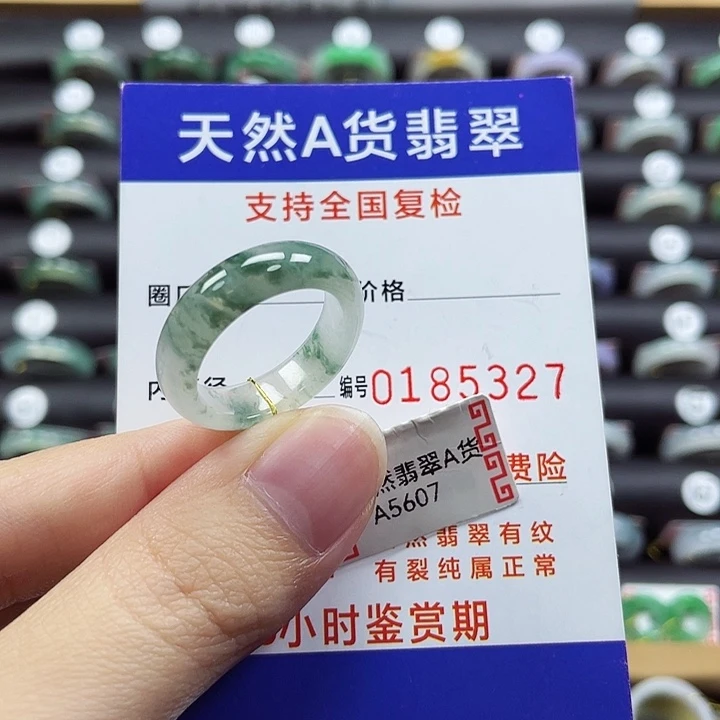 天然A货翡翠
支持全国复检
圈口
价格
内
径
编号0185327
然翡翠A货
A5607
费险
然翡翠有纹
有裂纯属正常
小时鉴赏期